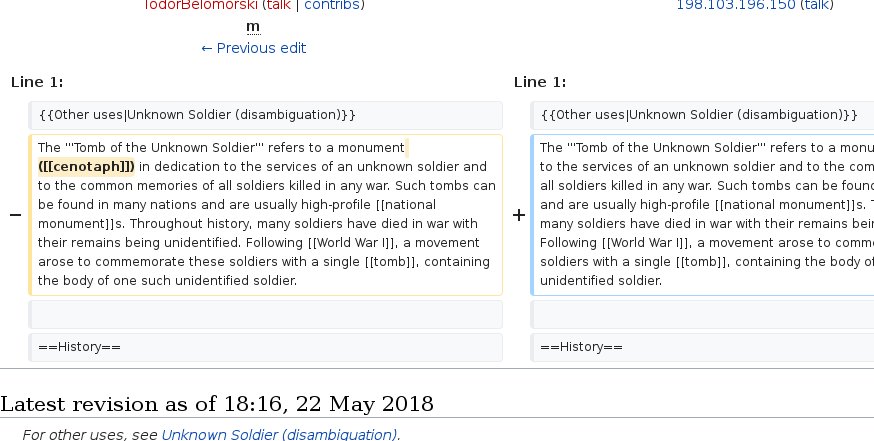 TodorBelomorski (talk | contribs)
198.103.196.150 (talk)
m
← Previous edit
Line 1:
Line 1:
{{Other uses|Unknown Soldier (disambiguation)}}
{{Other uses|Unknown Soldier (disambiguation)}}
The '''Tomb of the Unknown Soldier''' refers to a monument
([[cenotaph]]) in dedication to the services of an unknown soldier and
to the common memories of all soldiers killed in any war. Such tombs can
be found in many nations and are usually high-profile [[national
monument]]s. Throughout history, many soldiers have died in war with
their remains being unidentified. Following [[World War I]], a movement
arose to commemorate these soldiers with a single [[tomb]], containing
the body of one such unidentified soldier.
−
+
The '''Tomb of the Unknown Soldier''' refers to a monument
to the services of an unknown soldier and to the com
all soldiers killed in any war. Such tombs can be found
and are usually high-profile [[national monument]]s. T
many soldiers have died in war with their remains bein
Following [[World War I]], a movement arose to comme
soldiers with a single [[tomb]], containing the body of
unidentified soldier.
==History==
==History==
Latest revision as of 18:16, 22 May 2018
For other uses, see Unknown Soldier (disambiguation).